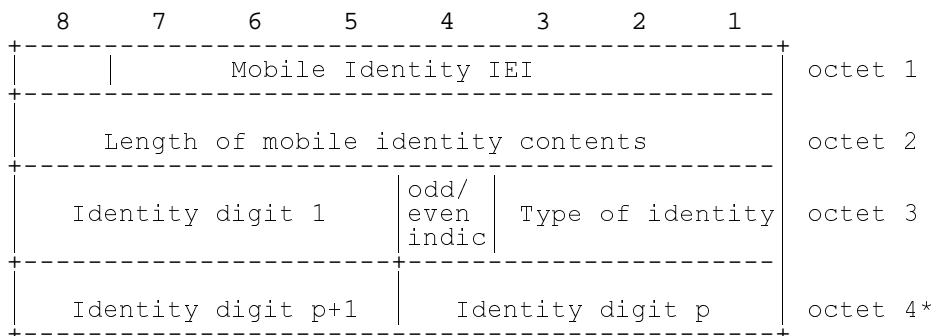 8 7 6 5 4 3 2 1
Mobile Identity IEI octet 1
Length of mobile identity contents octet 2
odd/
Identity digit 1 even Type of identity octet 3
indic
Identity digit p+1 Identity digit p octet 4*